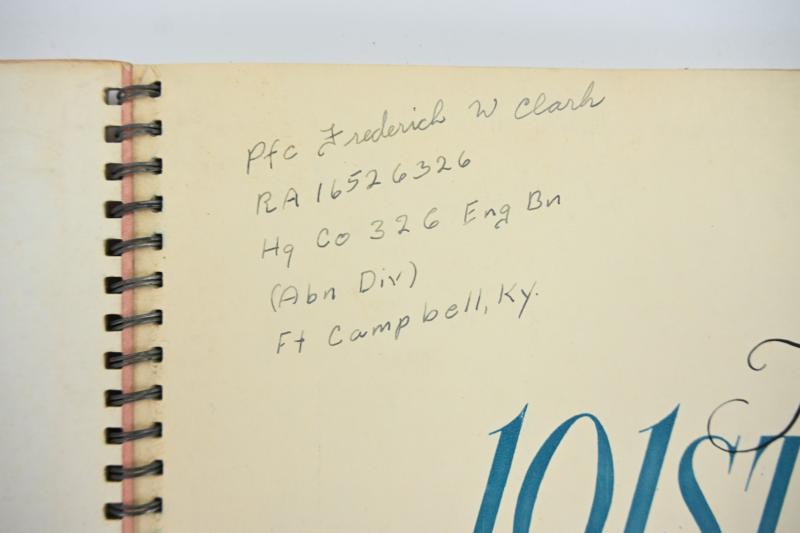 Pfc Frederick W Clark
RA 16526326
Hq Co 326 Eng Bn
(Abn Div)
Ft Campbell, Ky.
101ST